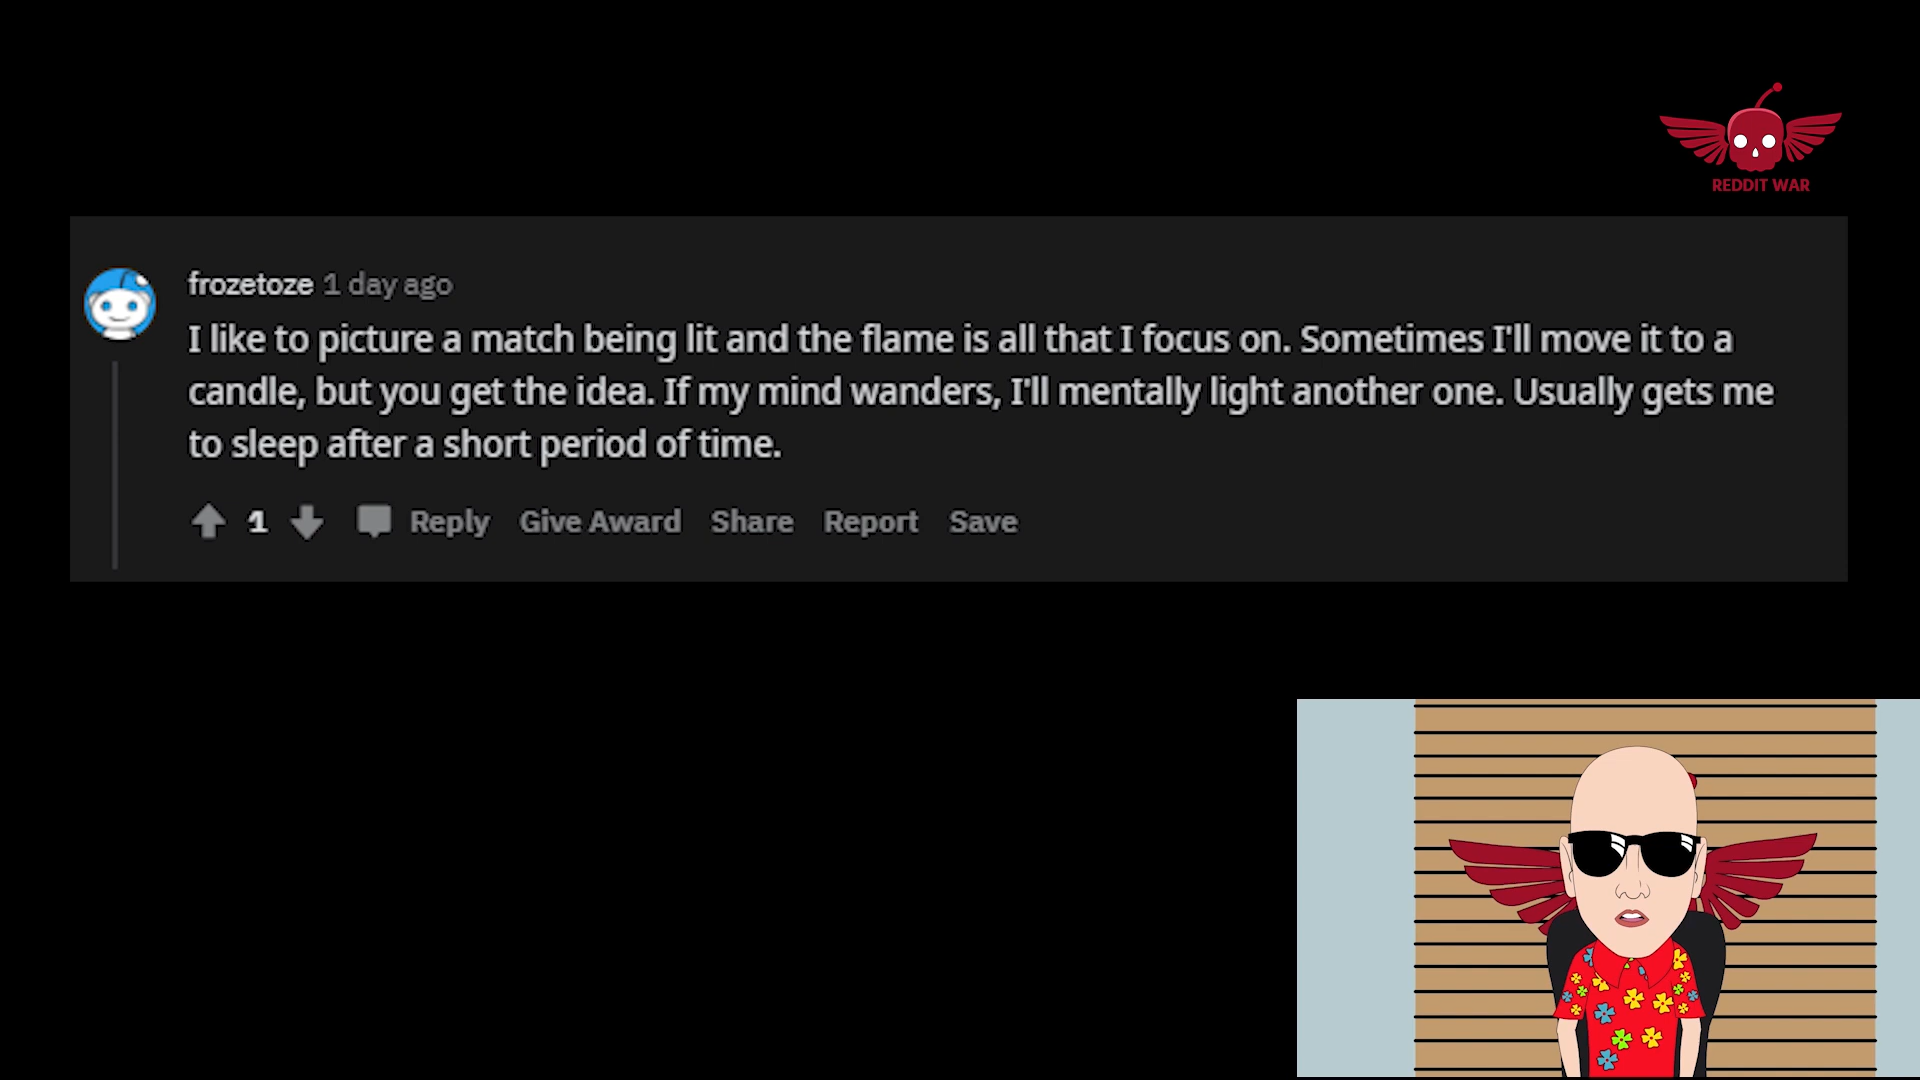 REDDIT WAR
frozetoze 1 day ago
I like to picture a match being lit and the flame is all that I focus on. Sometimes I'll move it to a
candle, but you get the idea. If my mind wanders, I'll mentally light another one. Usually gets me
to sleep after a short period of time.
1 Reply Give Award Share Report Save